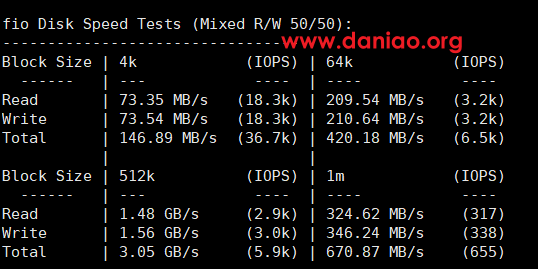 fio Disk Speed Tests (Mixed R/W 50/50):
---------------------------------
www.daniao.org
Block Size | 4k            (IOPS) | 64k           (IOPS)
  ------   | ---            ----  | ----           ----
Read       | 73.35 MB/s   (18.3k) | 209.54 MB/s   (3.2k)
Write      | 73.54 MB/s   (18.3k) | 210.64 MB/s   (3.2k)
Total      | 146.89 MB/s  (36.7k) | 420.18 MB/s   (6.5k)
           |                      |
Block Size | 512k          (IOPS) | 1m            (IOPS)
  ------   | ---            ----  | ----           ----
Read       | 1.48 GB/s     (2.9k) | 324.62 MB/s    (317)
Write      | 1.56 GB/s     (3.0k) | 346.24 MB/s    (338)
Total      | 3.05 GB/s     (5.9k) | 670.87 MB/s    (655)